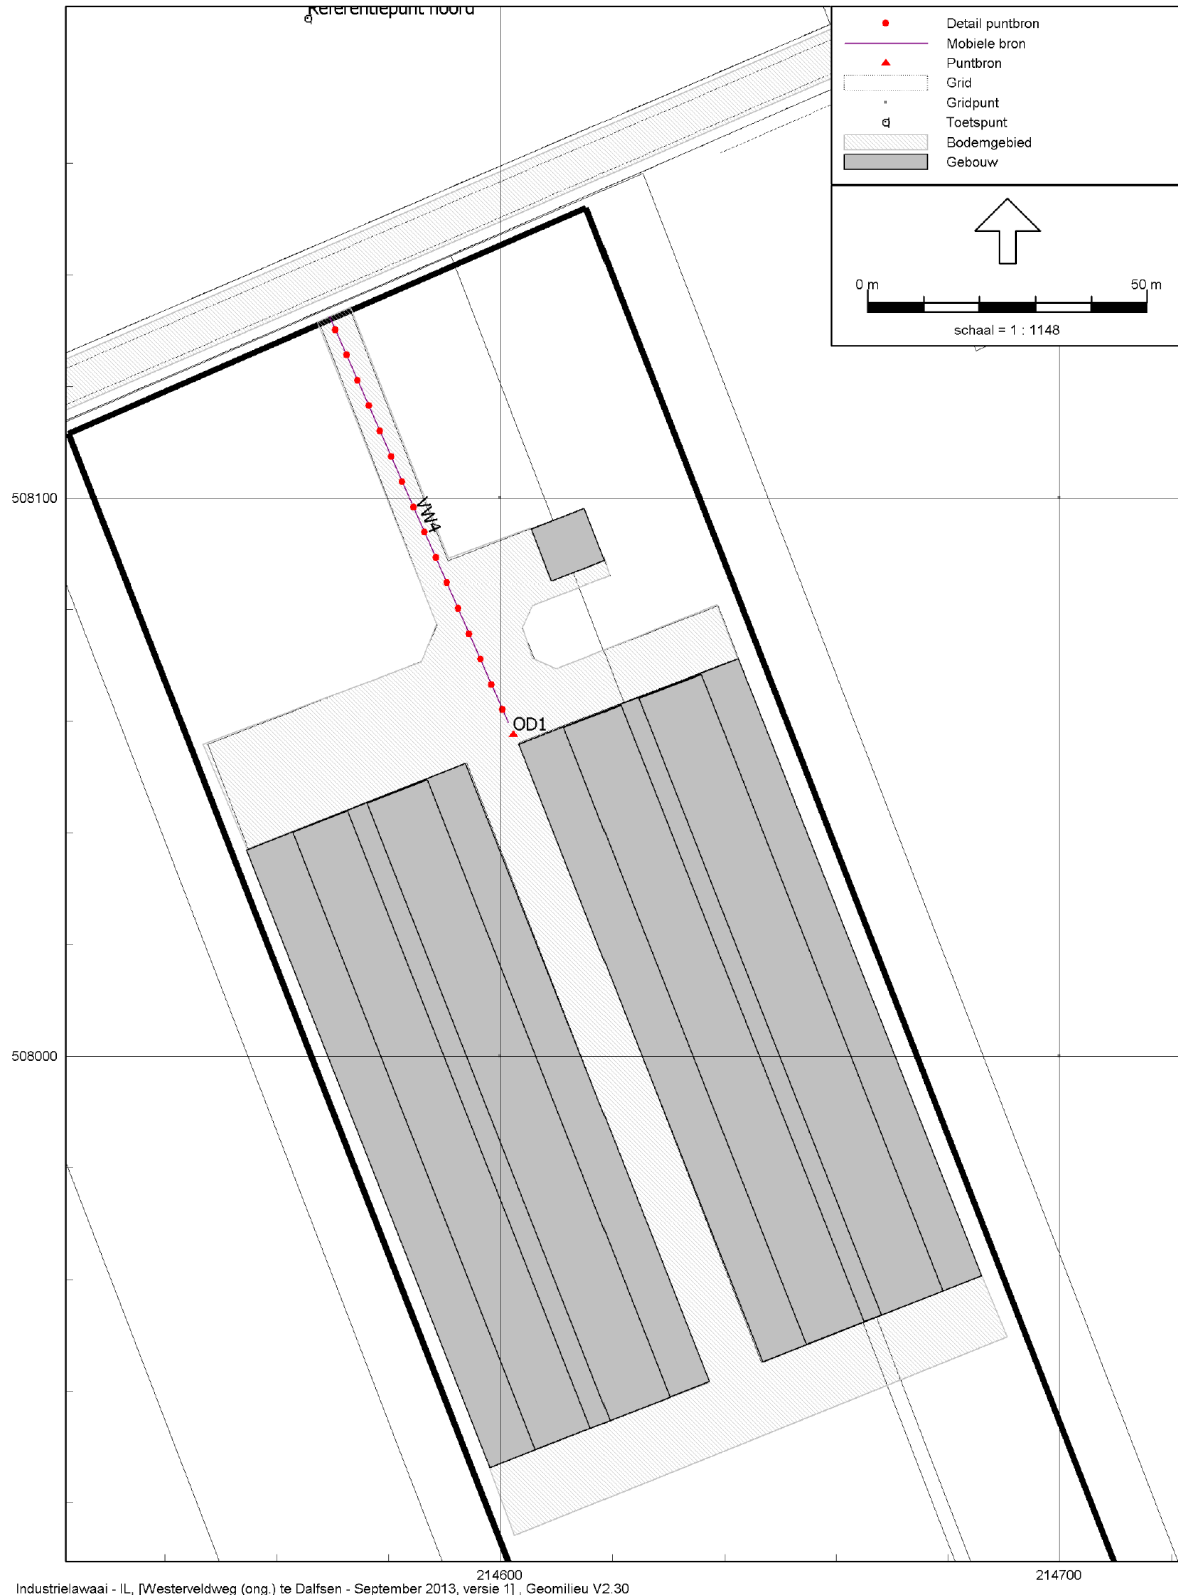 Referentiepunt noord
Detail puntbron
Mobiele bron
Puntbron
Grid
Gridpunt
Toetspunt
Bodemgebied
Gebouw
0 m
50 m
schaal = 1 : 1148
508100
VW4
OD1
508000
214600
214700
Industrielawaai - IL, [Westerveldweg (ong.) te Dalfsen - September 2013, versie 1] , Geomilieu V2.30